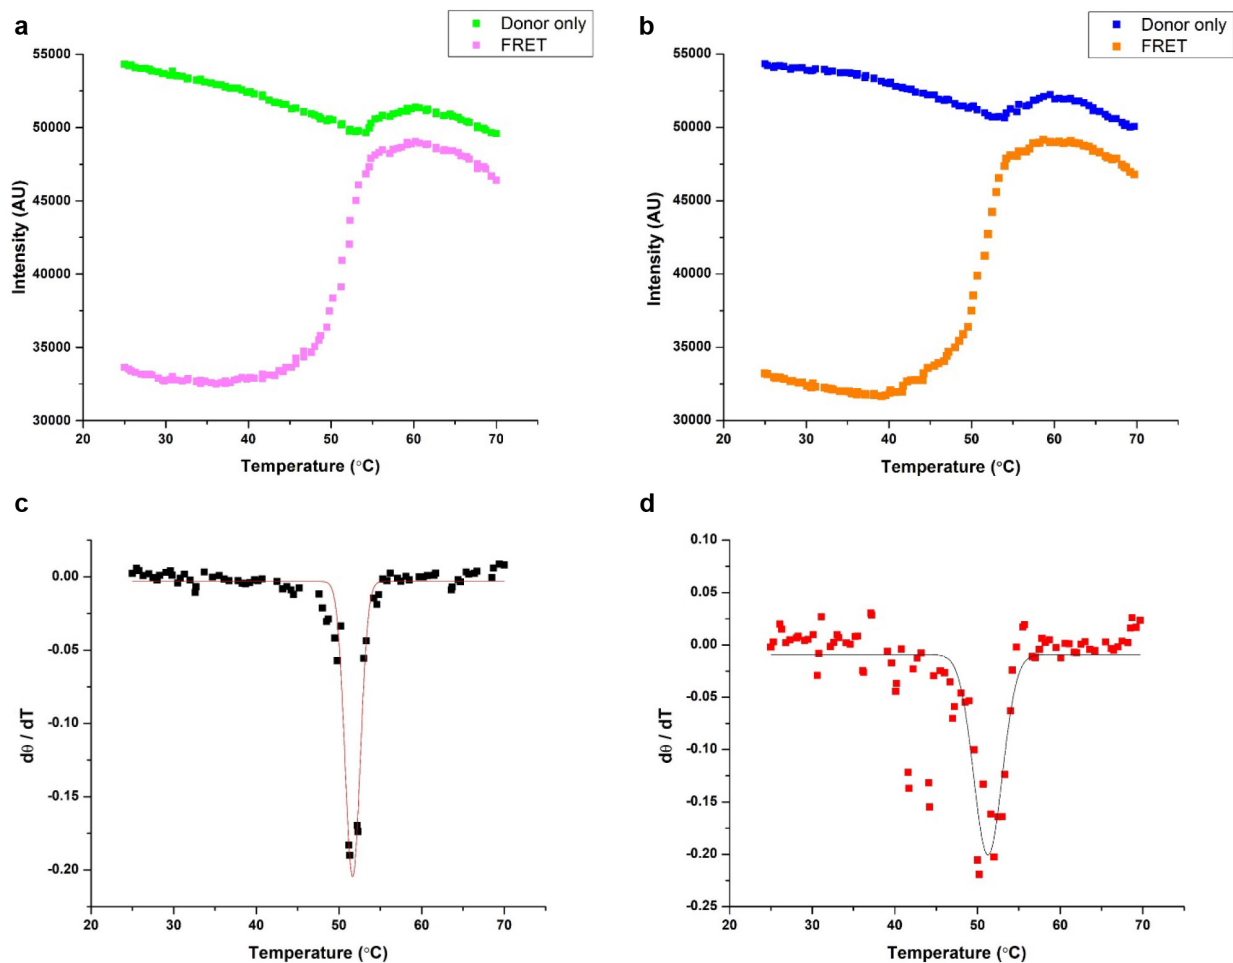 a
Donor only
FRET
55000
50000
45000
40000
35000
30000
Intensity (AU)
20 30 40 50 60 70
Temperature (°C)
b
Donor only
FRET
55000
50000
45000
40000
35000
30000
Intensity (AU)
20 30 40 50 60 70
Temperature (°C)
c
0.00
-0.05
-0.10
-0.15
-0.20
dθ / dT
20 30 40 50 60 70
Temperature (°C)
d
0.10
0.05
0.00
-0.05
-0.10
-0.15
-0.20
-0.25
dθ / dT
20 30 40 50 60 70
Temperature (°C)